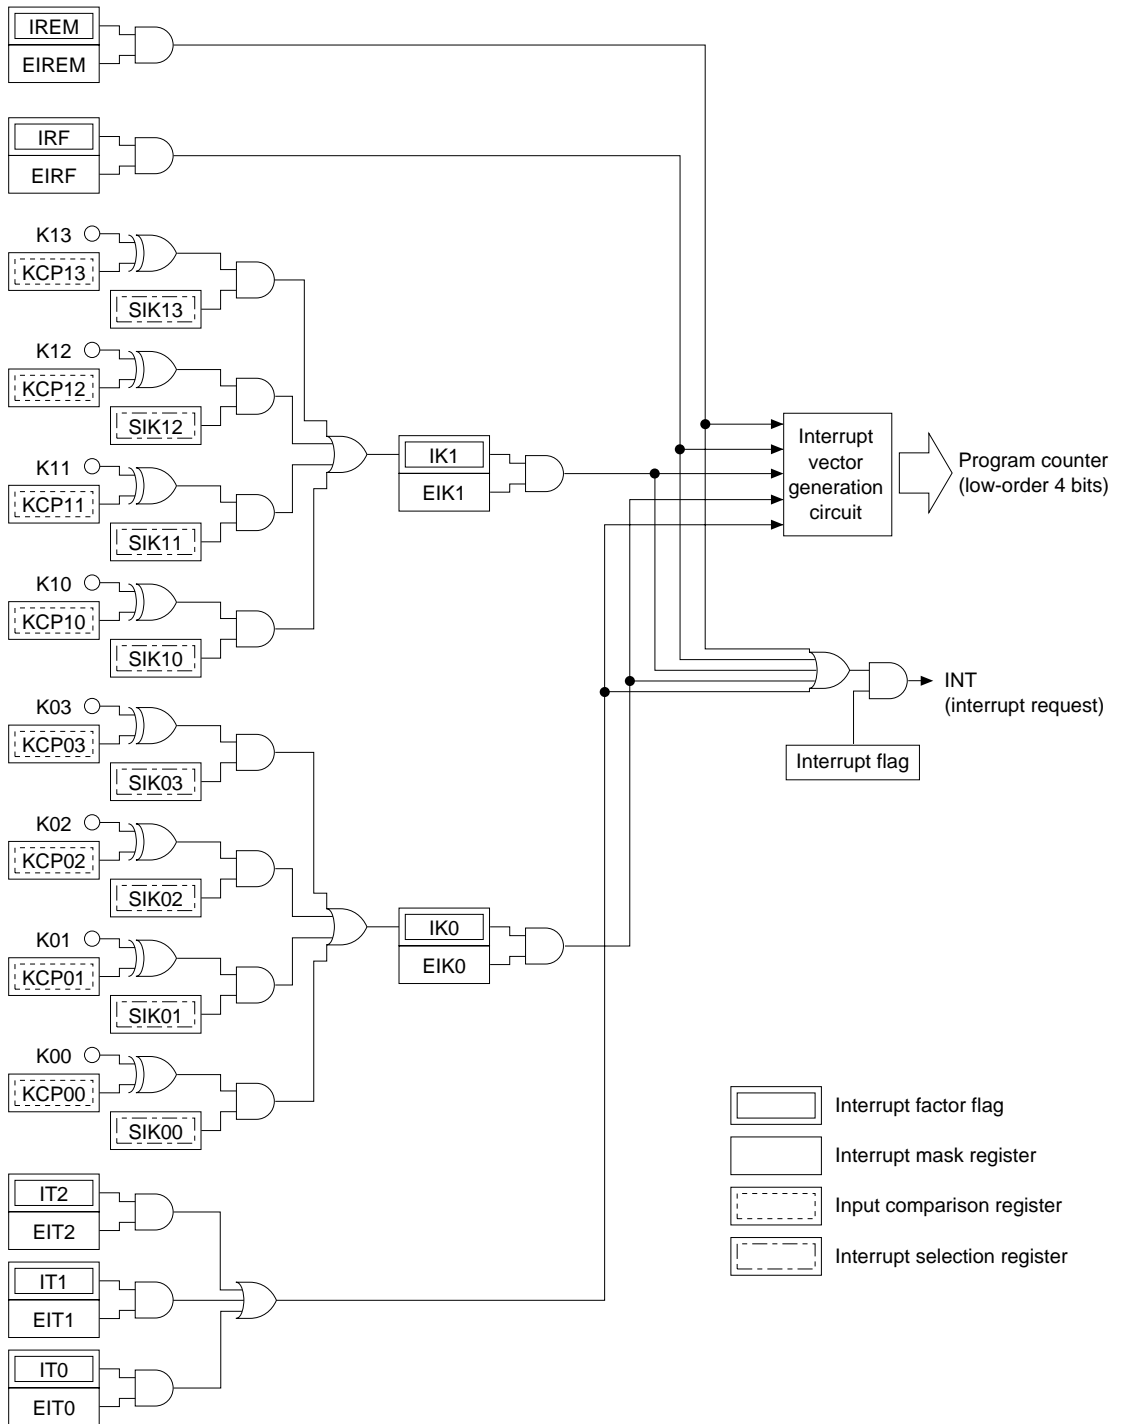 IREM
EIREM
IRF
EIRF
K13
KCP13
SIK13
K12
KCP12
SIK12
K11
KCP11
SIK11
K10
KCP10
SIK10
IK1
EIK1
Interrupt
vector
generation
circuit
Program counter
(low-order 4 bits)
INT
(interrupt request)
Interrupt flag
K03
KCP03
SIK03
K02
KCP02
SIK02
K01
KCP01
SIK01
K00
KCP00
SIK00
IK0
EIK0
IT2
EIT2
IT1
EIT1
IT0
EIT0
Interrupt factor flag
Interrupt mask register
Input comparison register
Interrupt selection register